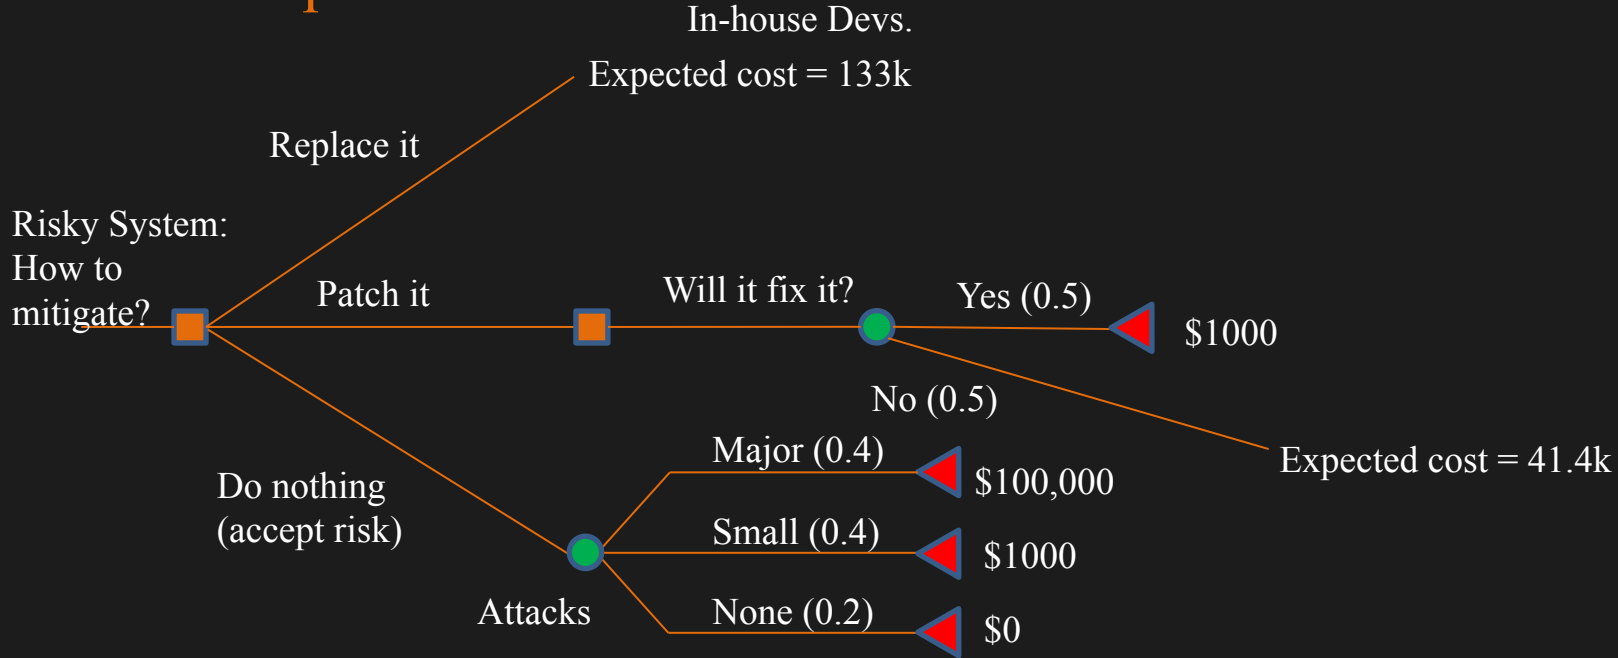 In-house Devs.
Expected cost = 133k
Replace it
Risky System:
How to
mitigate?
Patch it
Will it fix it?
Yes (0.5)
$1000
No (0.5)
Expected cost = 41.4k
Do nothing
(accept risk)
Attacks
Major (0.4)
$100,000
Small (0.4)
$1000
None (0.2)
$0